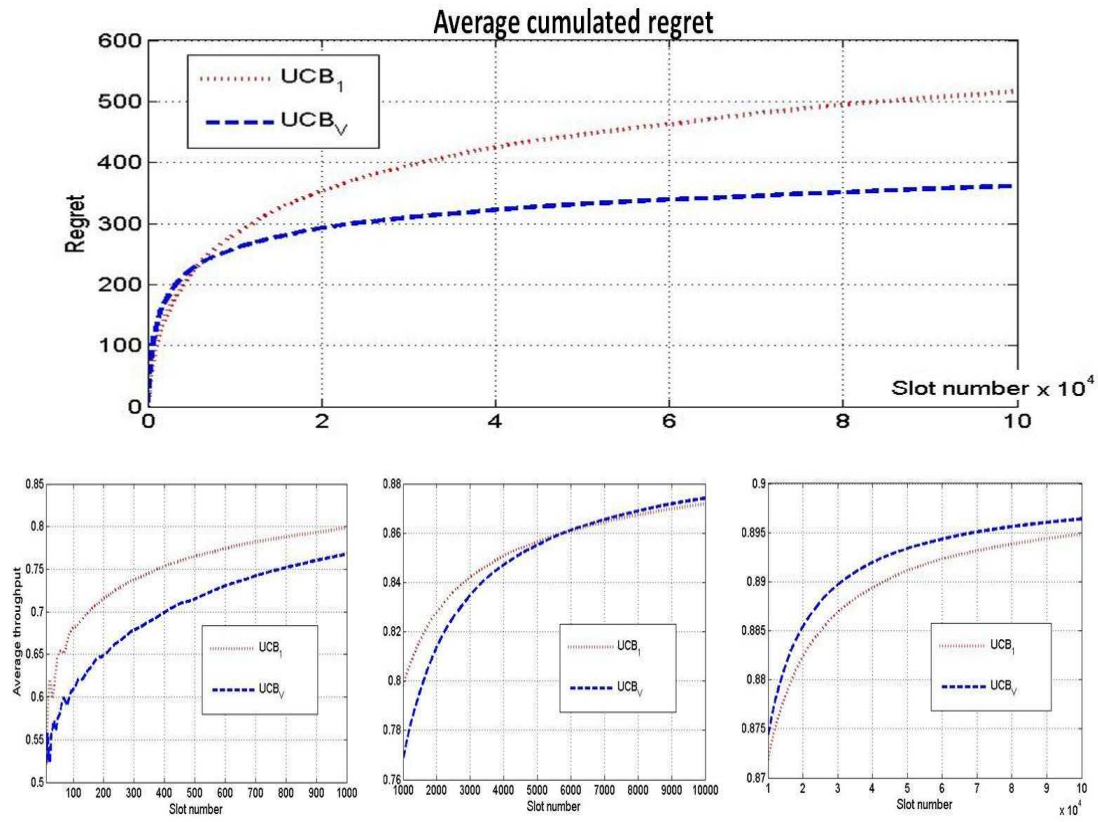 Average cumulated regret
600
500
400
300
200
100
0
Regret
UCB1
UCBV
0 2 4 6 8 10
Slot number x 10^4
0.85
0.8
0.75
0.7
0.65
0.6
0.55
0.5
Average throughput
UCB1
UCBV
100 200 300 400 500 600 700 800 900 1000
Slot number
0.88
0.86
0.84
0.82
0.8
0.78
0.76
UCB1
UCBV
1000 2000 3000 4000 5000 6000 7000 8000 9000 10000
Slot number
0.9
0.895
0.89
0.885
0.88
0.875
0.87
UCB1
UCBV
1 2 3 4 5 6 7 8 9 10
Slot number
x 10^4